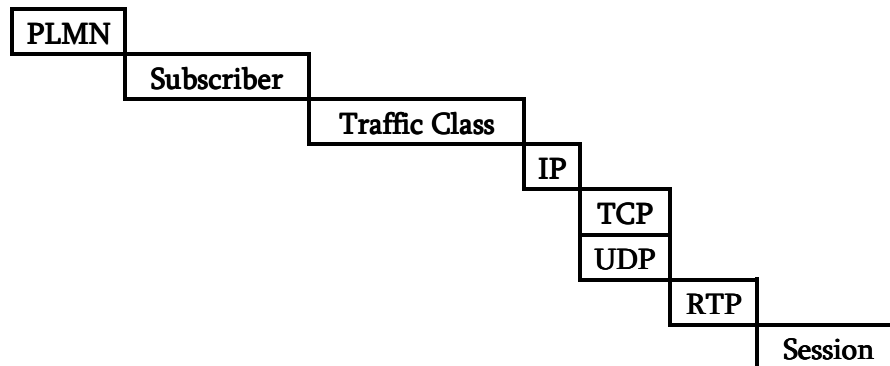 PLMN
Subscriber
Traffic Class
IP
TCP
UDP
RTP
Session